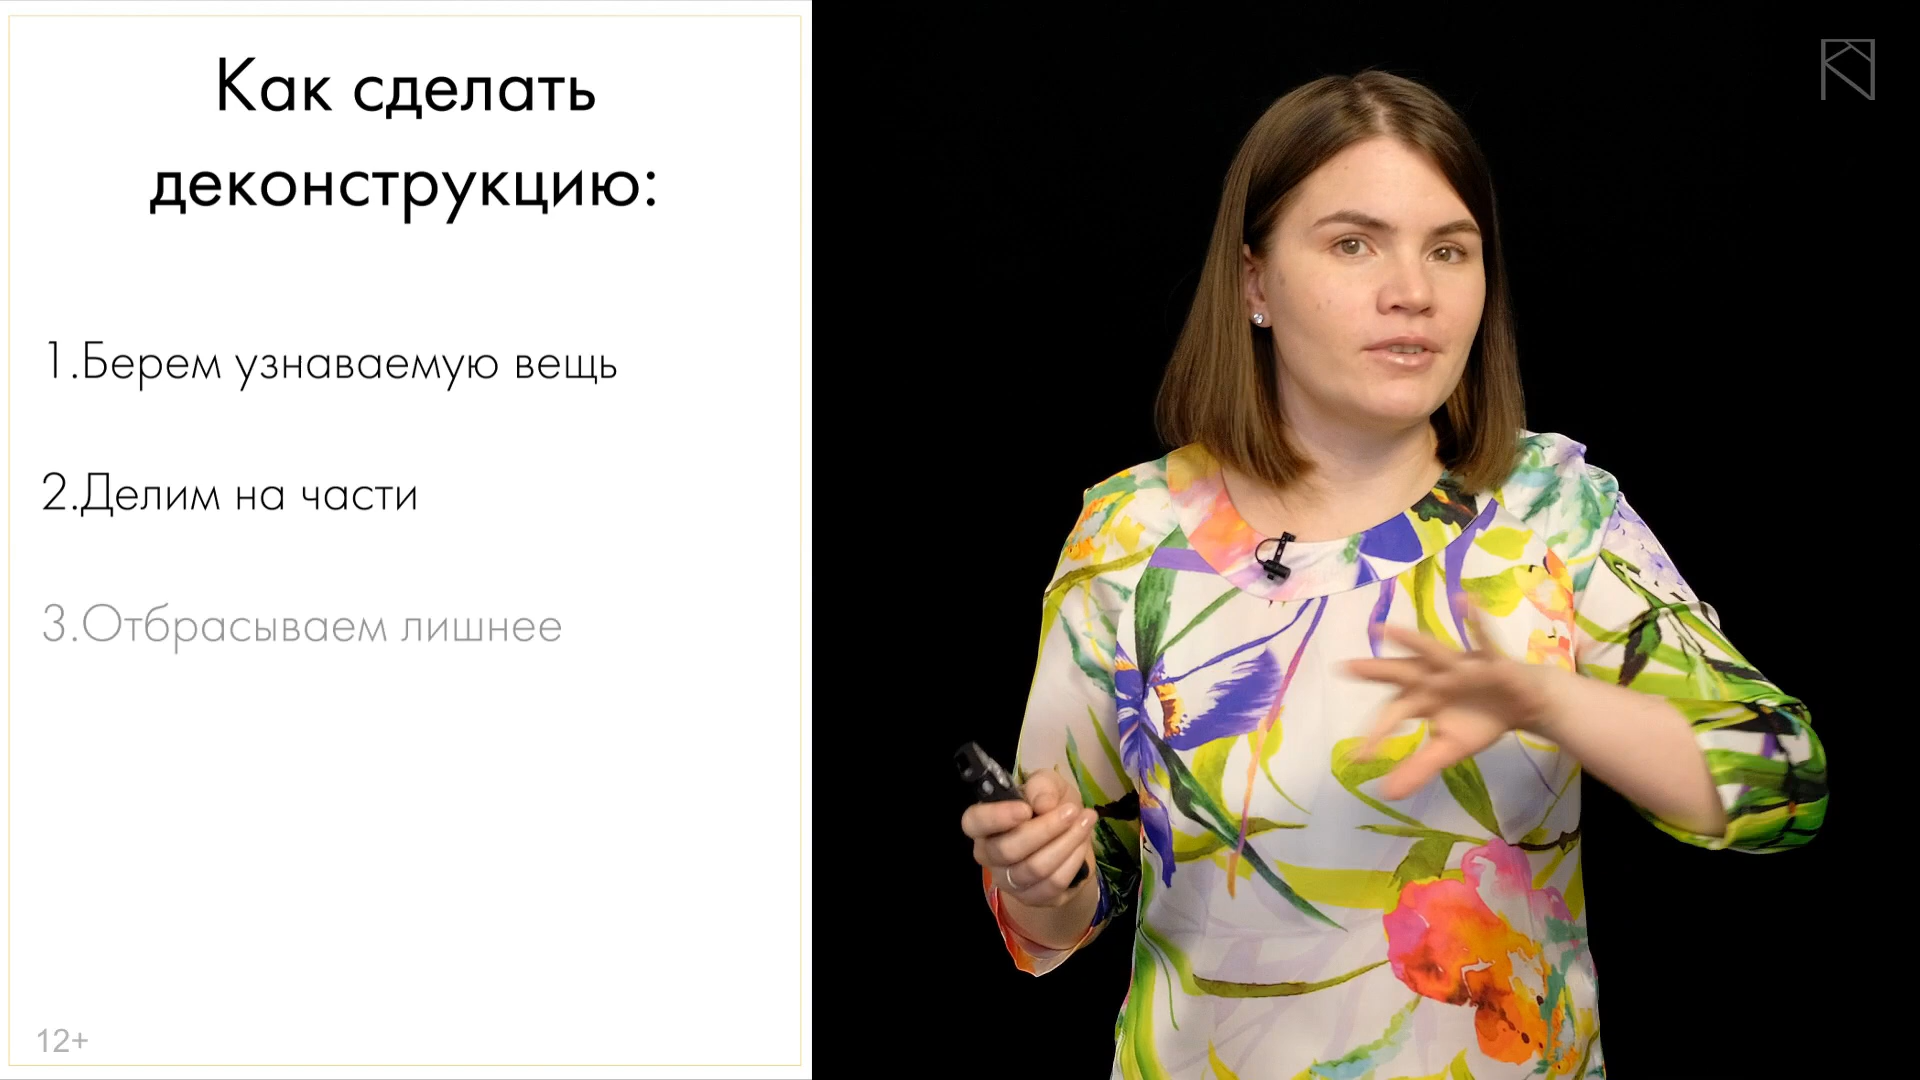 Как сделать
деконструкцию:
1.Берем узнаваемую вещь
2.Делим на части
3.Отбрасываем лишнее
12+